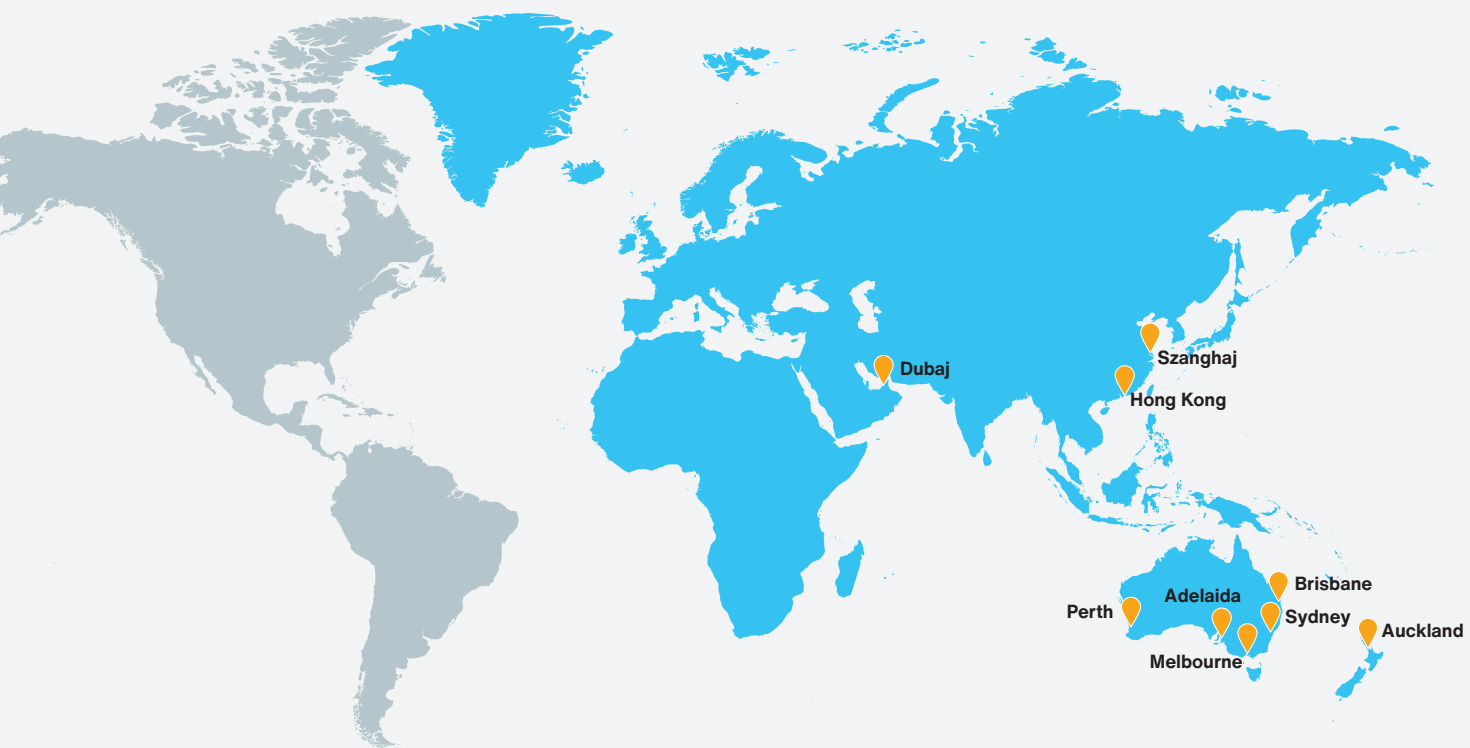 Szanghaj
Dubaj
Hong Kong
Brisbane
Adelaida
Perth
Sydney
Auckland
Melbourne